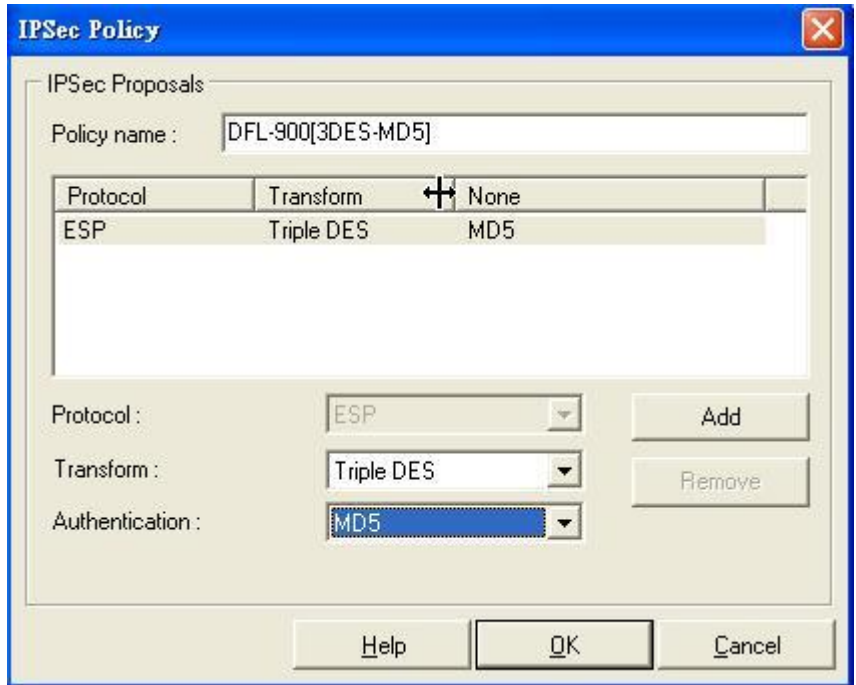 IPSec Policy
IPSec Proposals
Policy name :
DFL-900[3DES-MD5]
Protocol Transform None
ESP Triple DES MD5
Protocol : ESP Add
Transform : Triple DES Remove
Authentication : MD5
Help OK Cancel